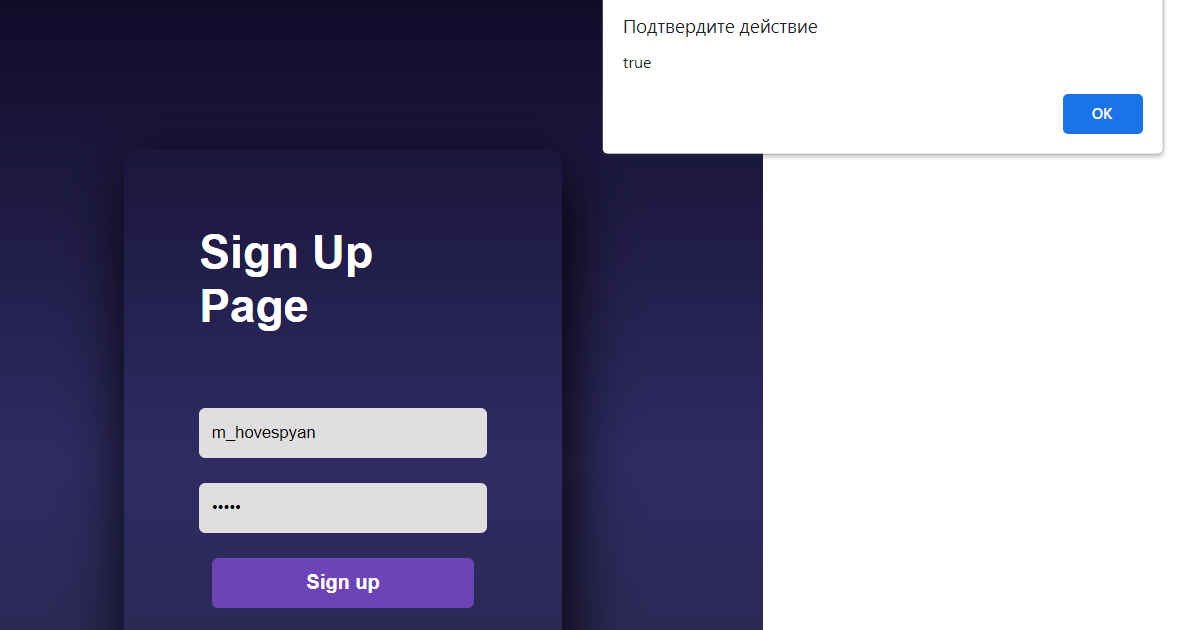 Подтвердите действие
true
OK
Sign Up
Page
m_hovespyan
•••••
Sign up